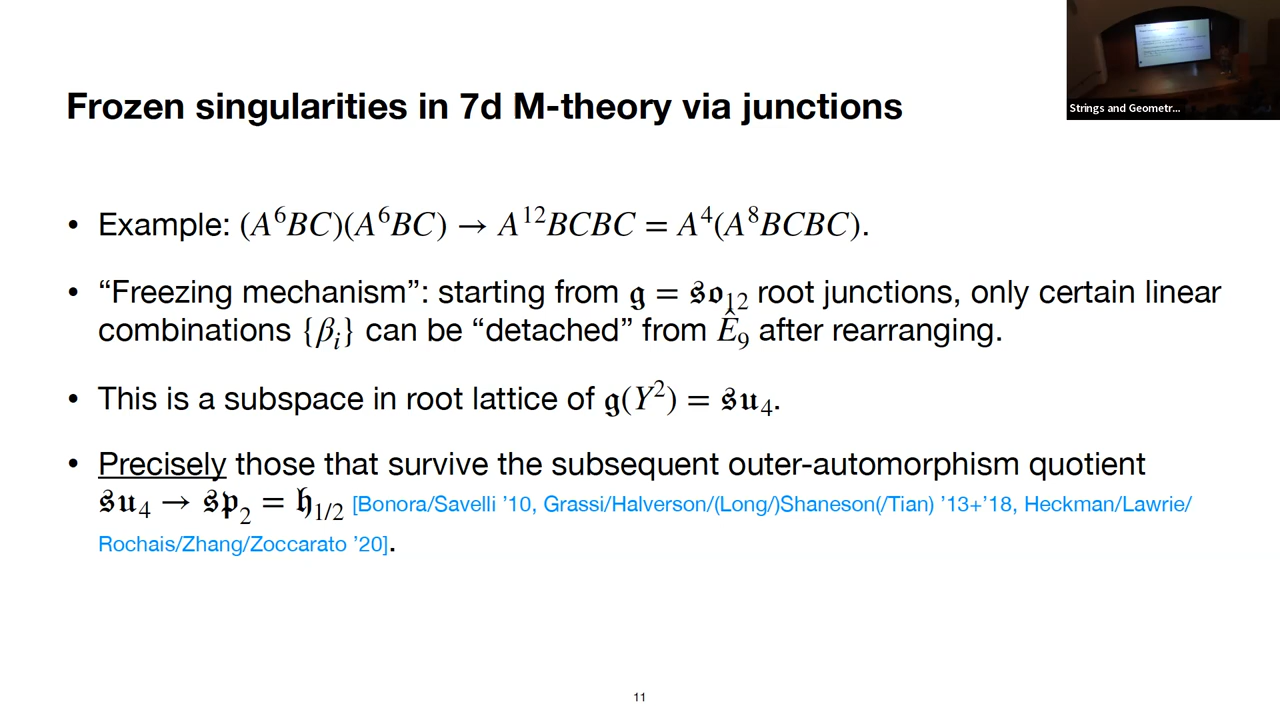 Strings and Geometr...
Frozen singularities in 7d M-theory via junctions
• Example: (A⁶BC)(A⁶BC) → A¹²BCBC = A⁴(A⁸BCBC).
• “Freezing mechanism”: starting from 𝔤 = 𝔰𝔬₁₂ root junctions, only certain linear
combinations {βᵢ} can be “detached” from Ê₉ after rearranging.
• This is a subspace in root lattice of 𝔤(Y²) = 𝔰𝔲₄.
• Precisely those that survive the subsequent outer-automorphism quotient
𝔰𝔲₄ → 𝔰𝔭₂ = 𝔥₁/₂ [Bonora/Savelli ’10, Grassi/Halverson/(Long/)Shaneson(/Tian) ’13+’18, Heckman/Lawrie/
Rochais/Zhang/Zoccarato ’20].
11